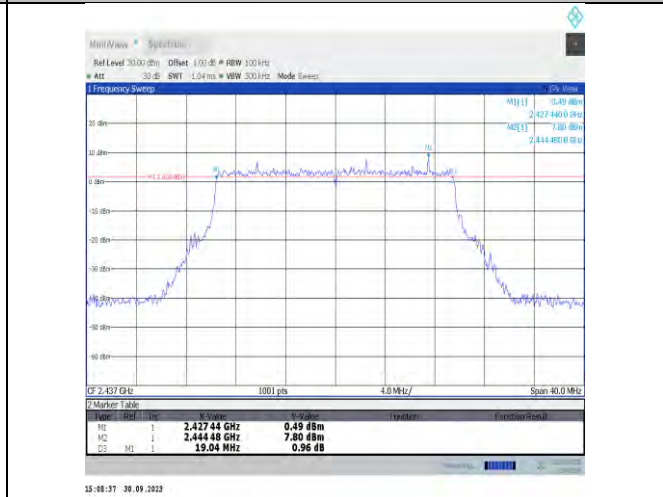 MultiView Spectrum
Ref Level 30.00 dBm Offset 1.00 dB RBW 100 kHz
Att 30 dB SWT 1.04 ms VBW 300 kHz Mode Sweep
1 Frequency Sweep 1Pk View
M1[1] 0.49 dBm
2.427 440 0 GHz
M2[1] 7.80 dBm
2.444 480 0 GHz
20 dBm
10 dBm
M2
M1
0 dBm
-10 dBm
-20 dBm
-30 dBm
-40 dBm
-50 dBm
-60 dBm
CF 2.437 GHz 1001 pts 4.0 MHz/ Span 40.0 MHz
2 Marker Table
Type Ref Trc X-Value Y-Value Function Function Result
M1 1 2.427 44 GHz 0.49 dBm
M2 1 2.444 48 GHz 7.80 dBm
D3 M1 1 19.04 MHz 0.96 dB
15:08:37 30.09.2023